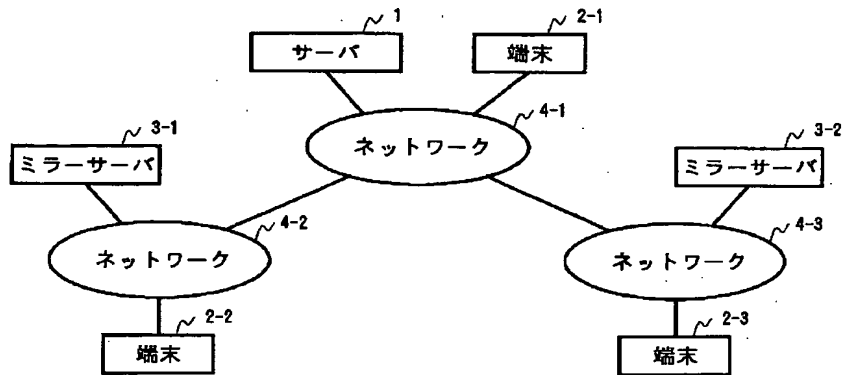 1
2-1
サーバ
端末
4-1
ネットワーク
3-1
3-2
ミラーサーバ
ミラーサーバ
4-2
4-3
ネットワーク
ネットワーク
2-2
2-3
端末
端末